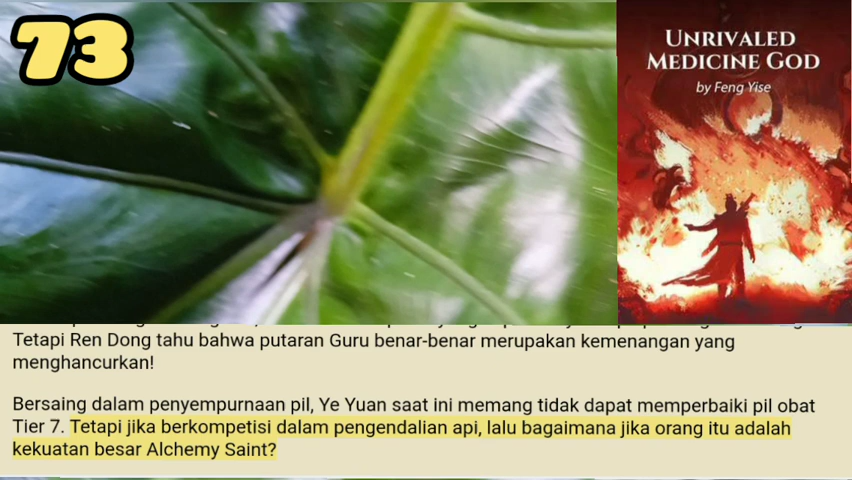 73
UNRIVALED
MEDICINE GOD
by Feng Yise
Tetapi Ren Dong tahu bahwa putaran Guru benar-benar merupakan kemenangan yang
menghancurkan!
Bersaing dalam penyempurnaan pil, Ye Yuan saat ini memang tidak dapat memperbaiki pil obat
Tier 7. Tetapi jika berkompetisi dalam pengendalian api, lalu bagaimana jika orang itu adalah
kekuatan besar Alchemy Saint?